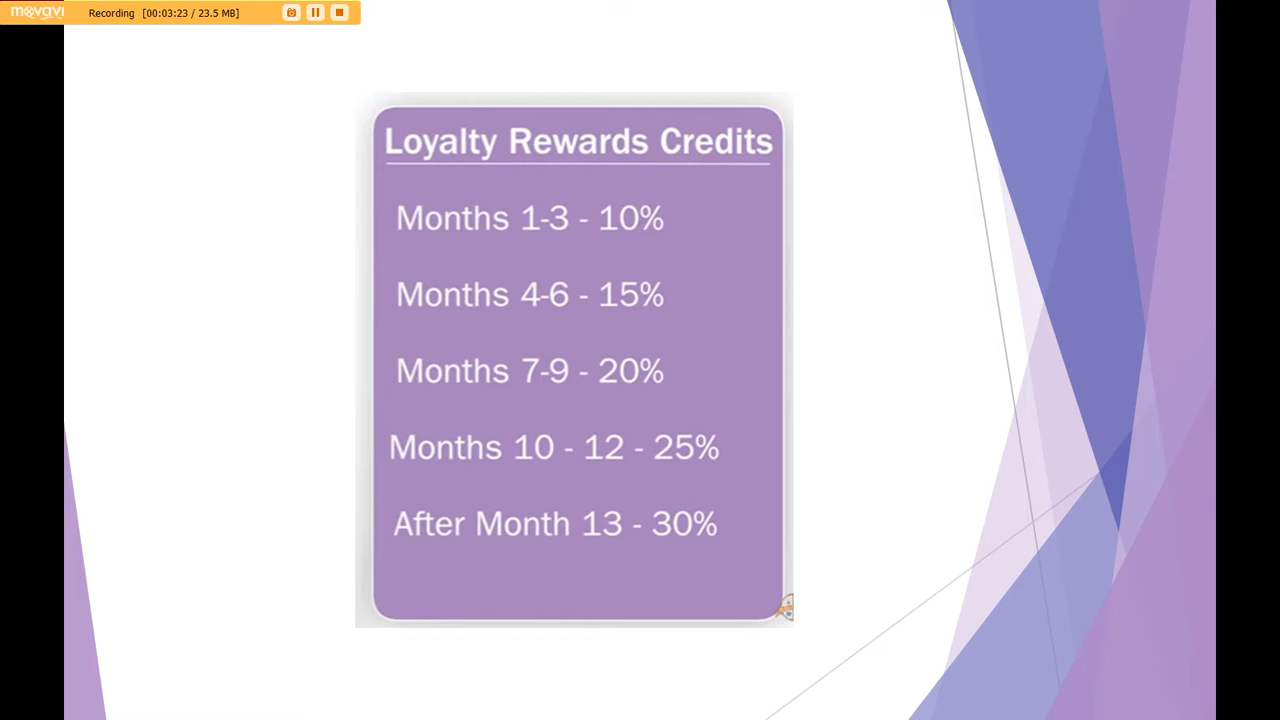 movavi Recording [00:03:23 / 23.5 MB]
Loyalty Rewards Credits
Months 1-3 - 10%
Months 4-6 - 15%
Months 7-9 - 20%
Months 10 - 12 - 25%
After Month 13 - 30%